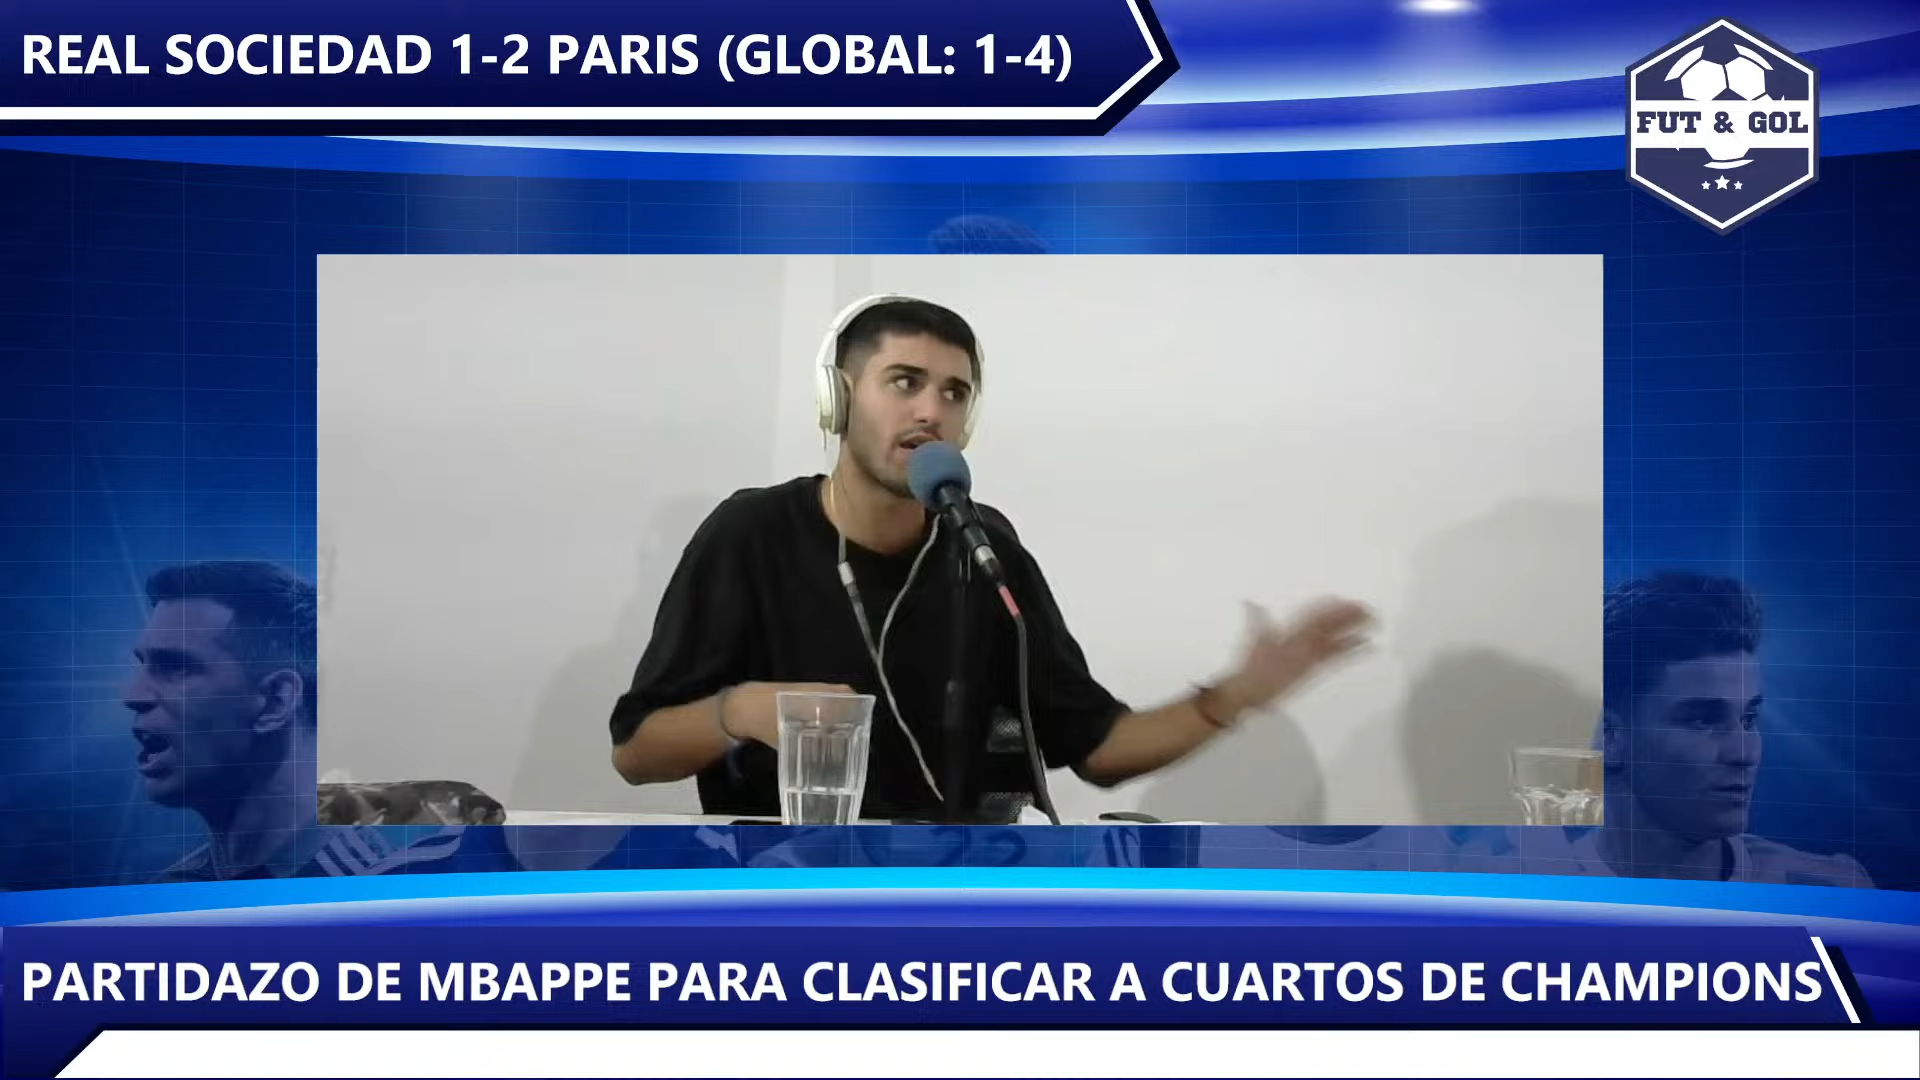 REAL SOCIEDAD 1-2 PARIS (GLOBAL: 1-4)
FUT & GOL
PARTIDAZO DE MBAPPE PARA CLASIFICAR A CUARTOS DE CHAMPIONS